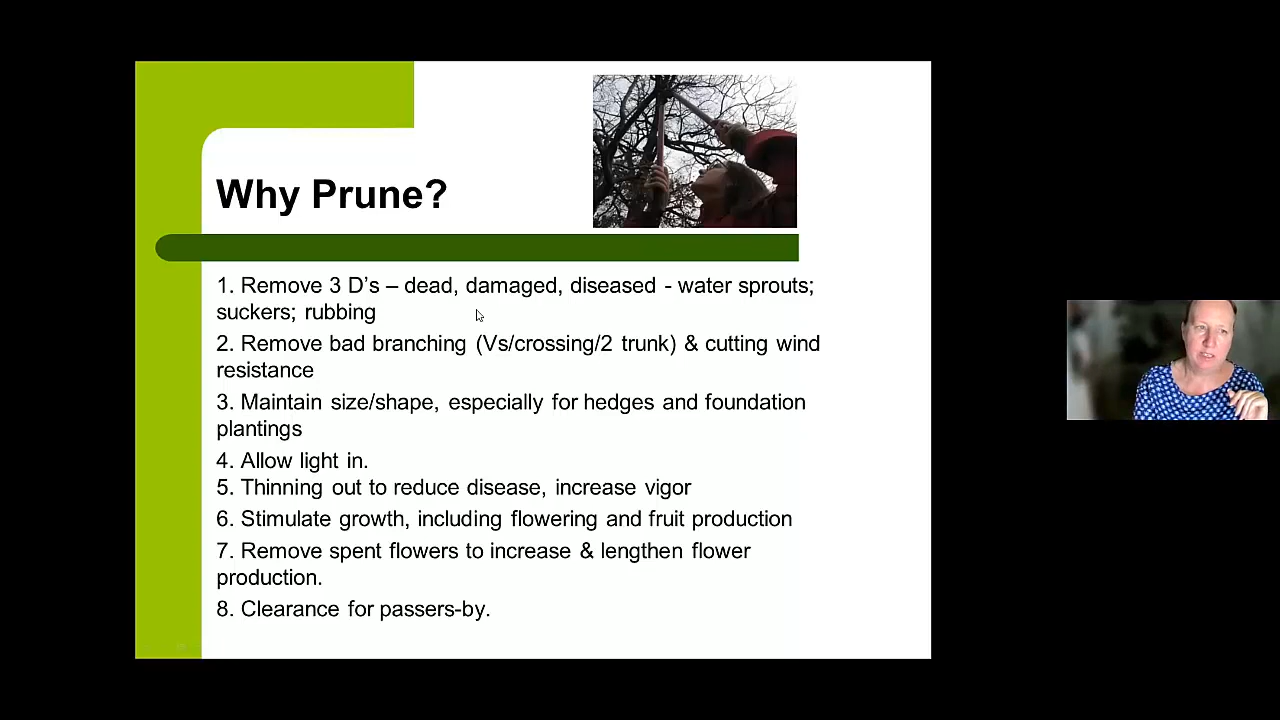 Why Prune?
1. Remove 3 D’s – dead, damaged, diseased - water sprouts;
suckers; rubbing
2. Remove bad branching (Vs/crossing/2 trunk) & cutting wind
resistance
3. Maintain size/shape, especially for hedges and foundation
plantings
4. Allow light in.
5. Thinning out to reduce disease, increase vigor
6. Stimulate growth, including flowering and fruit production
7. Remove spent flowers to increase & lengthen flower
production.
8. Clearance for passers-by.